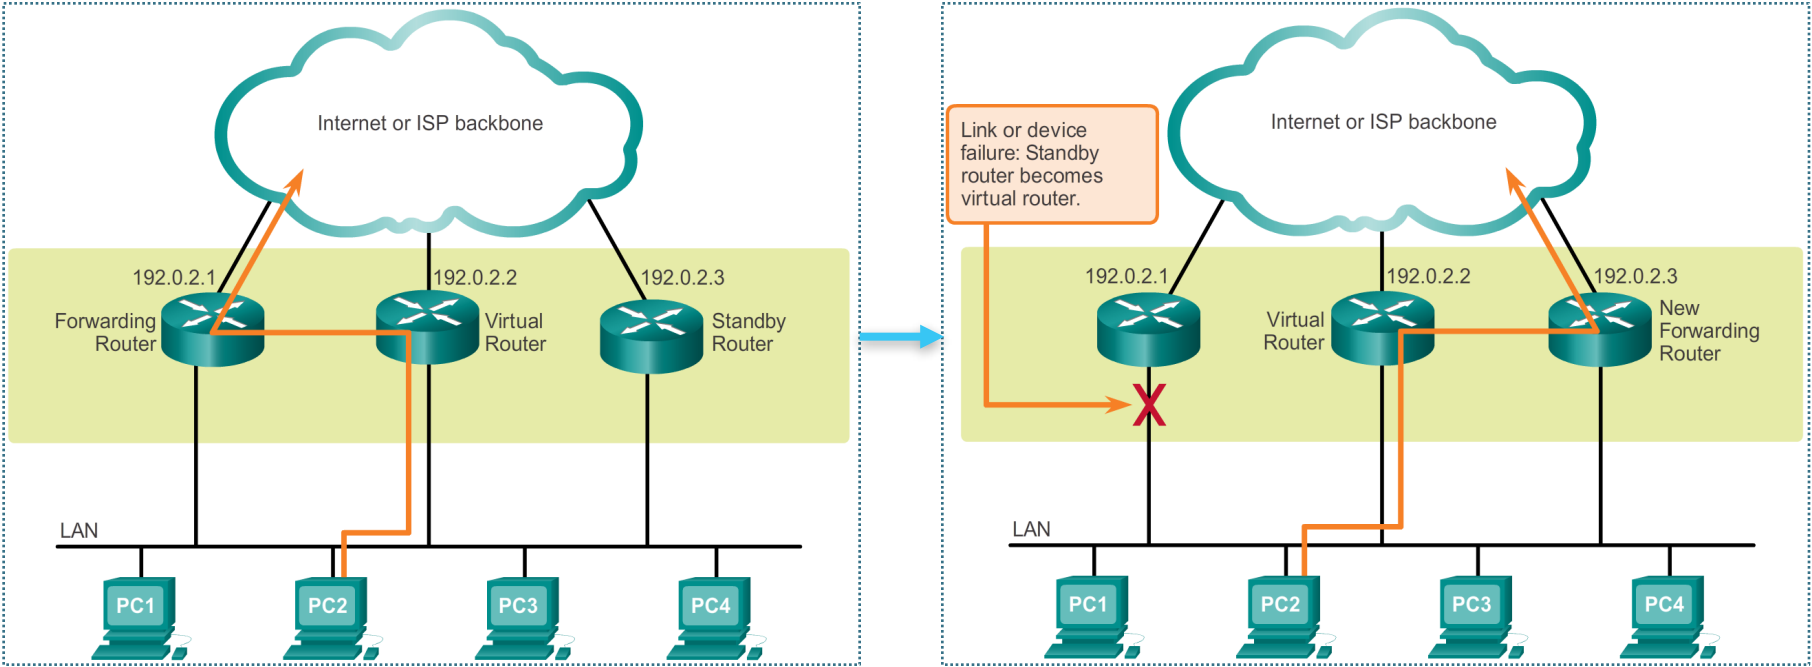 Internet or ISP backbone
192.0.2.1
192.0.2.2
192.0.2.3
Forwarding
Router
Virtual
Router
Standby
Router
LAN
PC1
PC2
PC3
PC4
Internet or ISP backbone
Link or device
failure: Standby
router becomes
virtual router.
192.0.2.1
192.0.2.2
192.0.2.3
Virtual
Router
New
Forwarding
Router
X
LAN
PC1
PC2
PC3
PC4